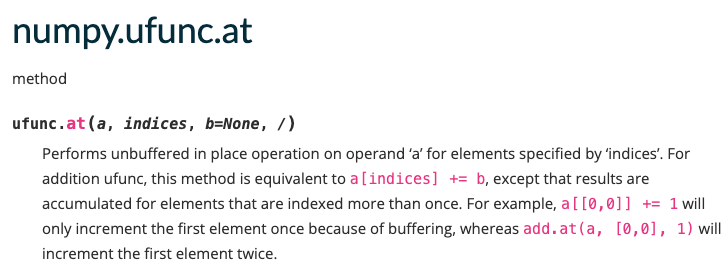 numpy.ufunc.at
method
ufunc.at(a, indices, b=None, /)
Performs unbuffered in place operation on operand ‘a’ for elements specified by ‘indices’. For
addition ufunc, this method is equivalent to a[indices] += b, except that results are
accumulated for elements that are indexed more than once. For example, a[[0,0]] += 1 will
only increment the first element once because of buffering, whereas add.at(a, [0,0], 1) will
increment the first element twice.